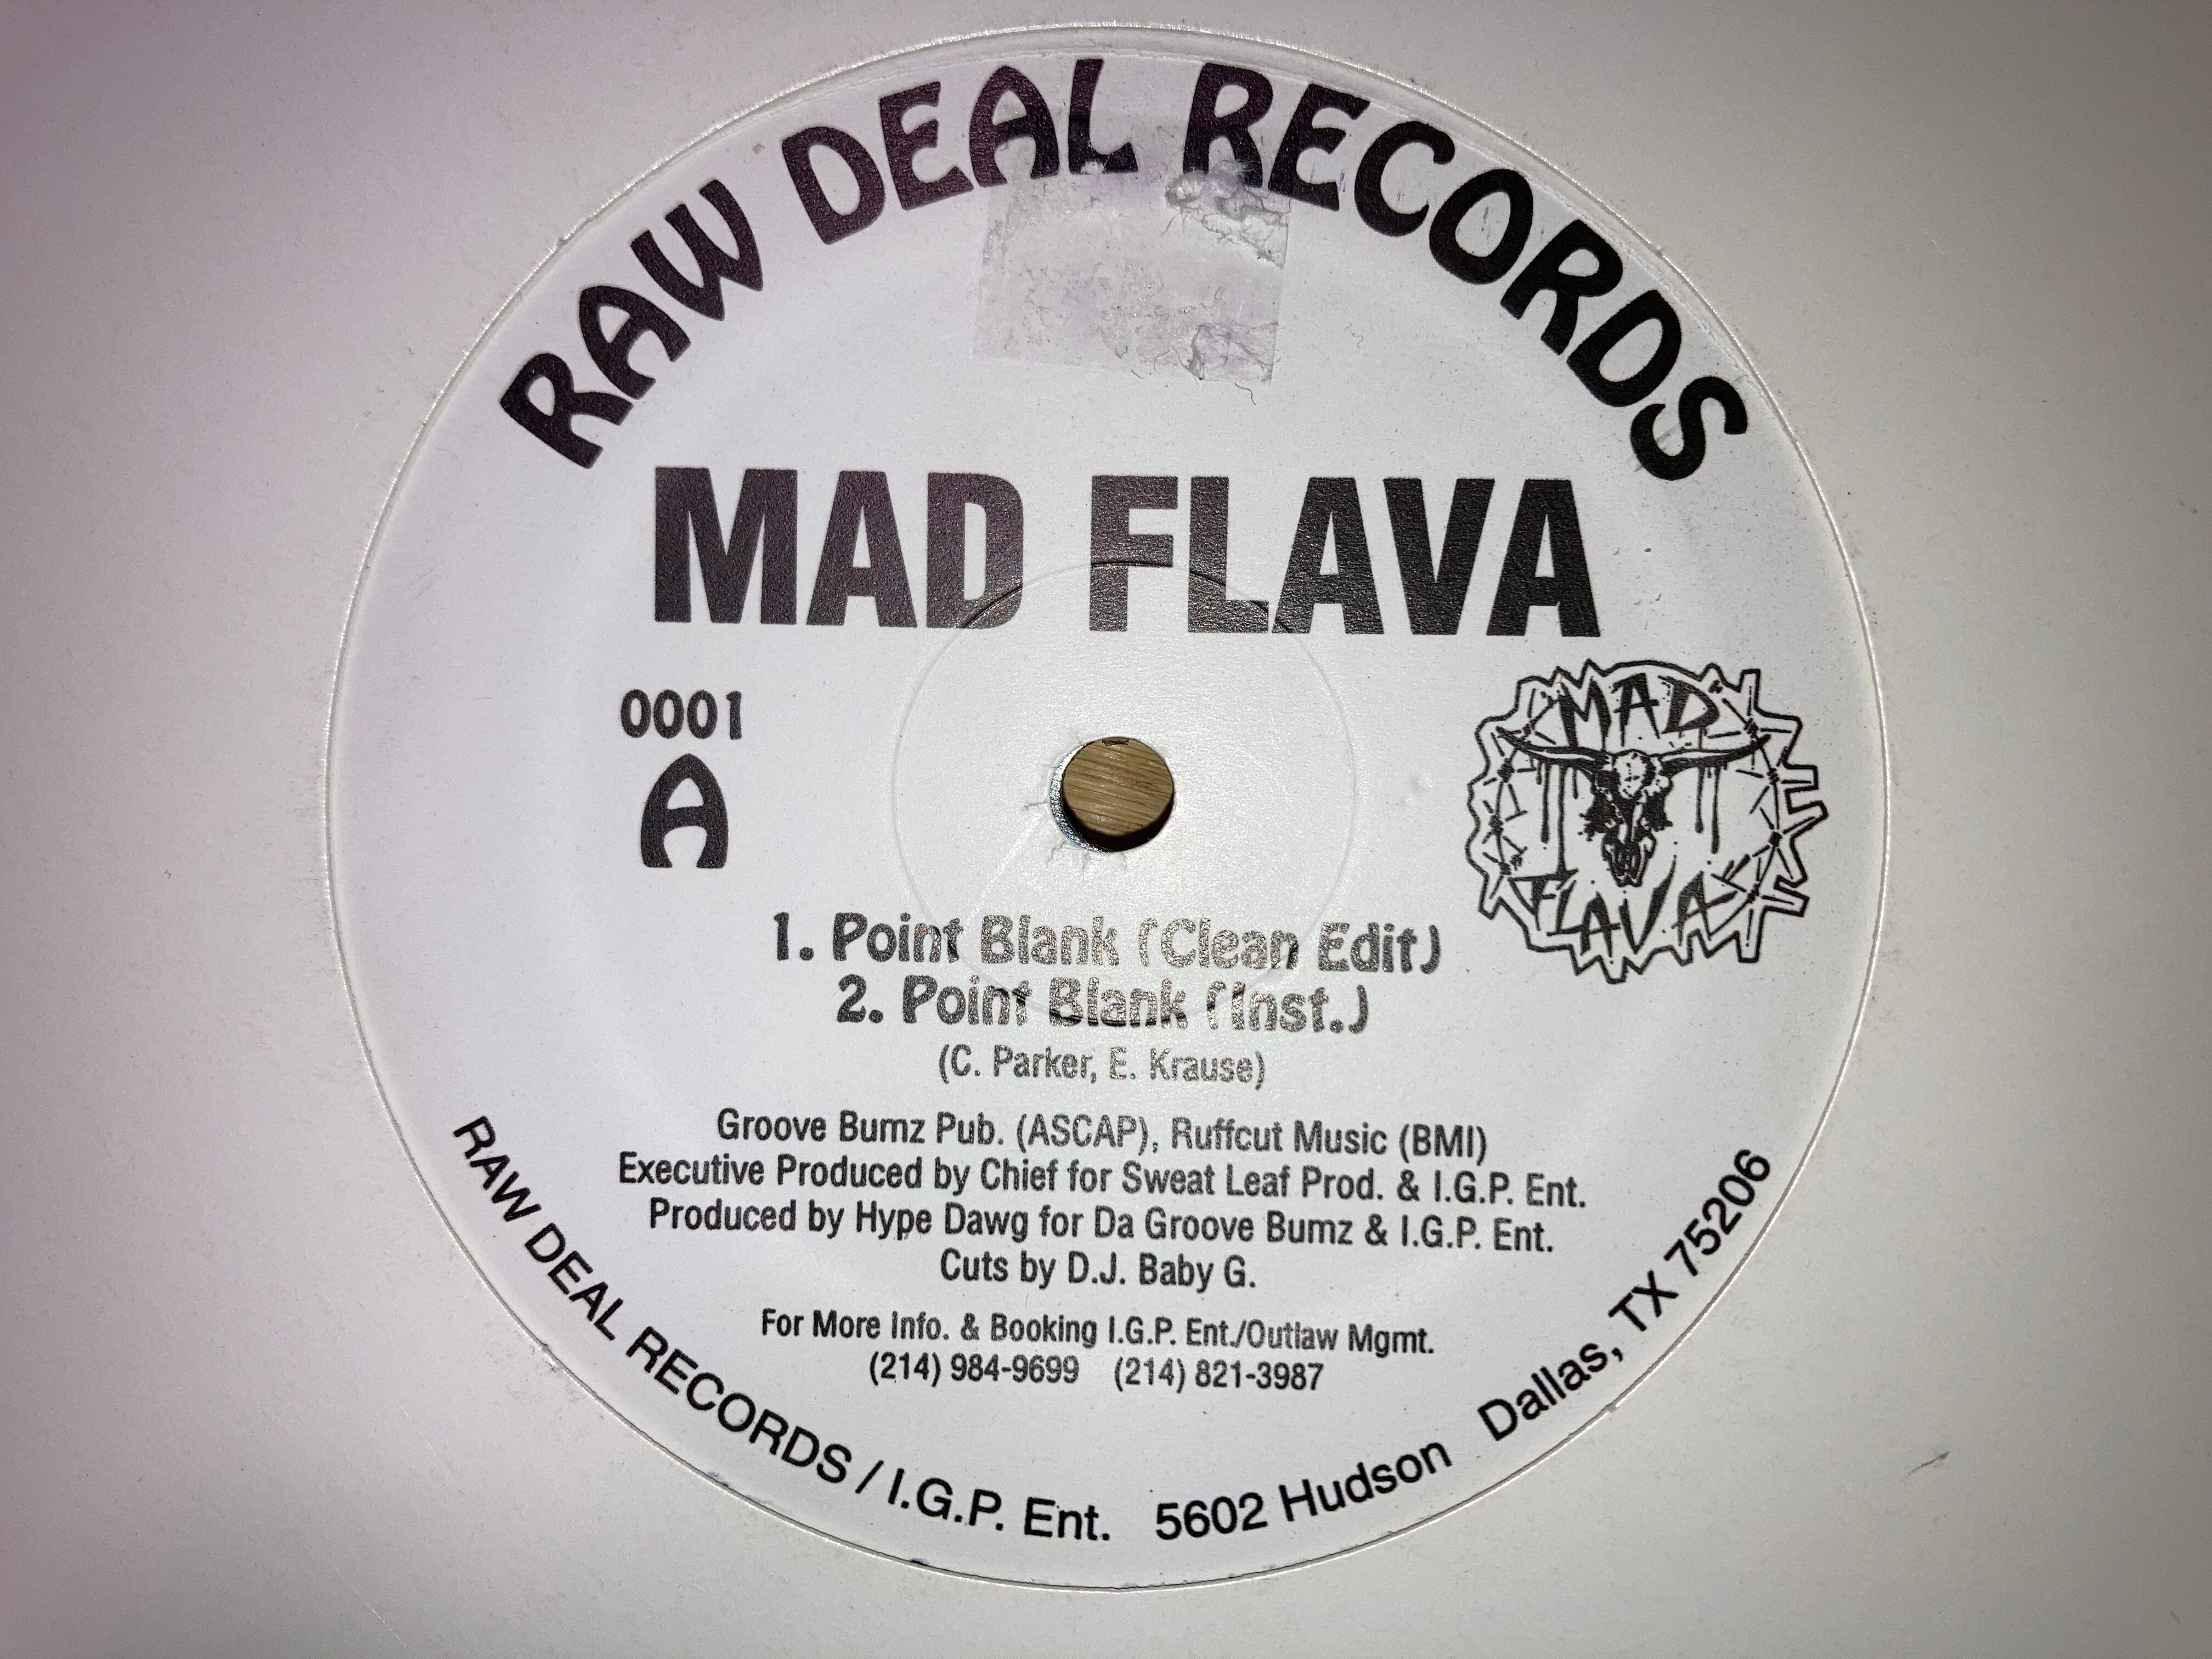 RAW DEAL RECORDS
MAD FLAVA
0001
A
MAD
FLAVA
1. Point Blank (Clean Edit)
2. Point Blank (Inst.)
(C. Parker, E. Krause)
Groove Bumz Pub. (ASCAP), Ruffcut Music (BMI)
Executive Produced by Chief for Sweat Leaf Prod. & I.G.P. Ent.
Produced by Hype Dawg for Da Groove Bumz & I.G.P. Ent.
Cuts by D.J. Baby G.
For More Info. & Booking I.G.P. Ent./Outlaw Mgmt.
(214) 984-9699 (214) 821-3987
RAW DEAL RECORDS / I.G.P. Ent. 5602 Hudson Dallas, TX 75206